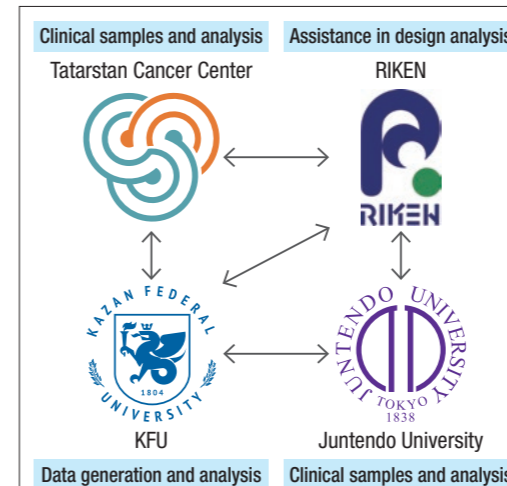 Clinical samples and analysis
Assistance in design analysis
Tatarstan Cancer Center
RIKEN
RIKEN
KAZAN FEDERAL UNIVERSITY
1804
JUNTENDO UNIVERSITY
TOKYO
1838
KFU
Juntendo University
Data generation and analysis
Clinical samples and analysis